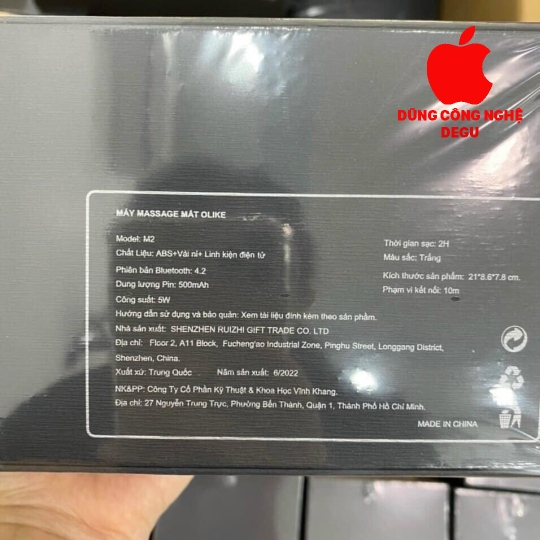 DŨNG CÔNG NGHỆ
DEGU
MÁY MASSAGE MẮT OLIKE
Model: M2
Chất Liệu: ABS+Vải nỉ+ Linh kiện điện tử
Phiên bản Bluetooth: 4.2
Dung lượng Pin: 500mAh
Công suất: 5W
Thời gian sạc: 2H
Màu sắc: Trắng
Kích thước sản phẩm: 21*8.6*7.8 cm.
Phạm vi kết nối: 10m
Hướng dẫn sử dụng và bảo quản: Xem tài liệu đính kèm theo sản phẩm.
Nhà sản xuất: SHENZHEN RUIZHI GIFT TRADE CO. LTD
Địa chỉ: Floor 2, A11 Block, Fucheng'ao Industrial Zone, Pinghu Street, Longgang District,
Shenzhen, China.
Xuất xứ: Trung Quốc Năm sản xuất: 6/2022
NK&PP: Công Ty Cổ Phần Kỹ Thuật & Khoa Học Vĩnh Khang.
Địa chỉ: 27 Nguyễn Trung Trực, Phường Bến Thành, Quận 1, Thành Phố Hồ Chí Minh.
MADE IN CHINA